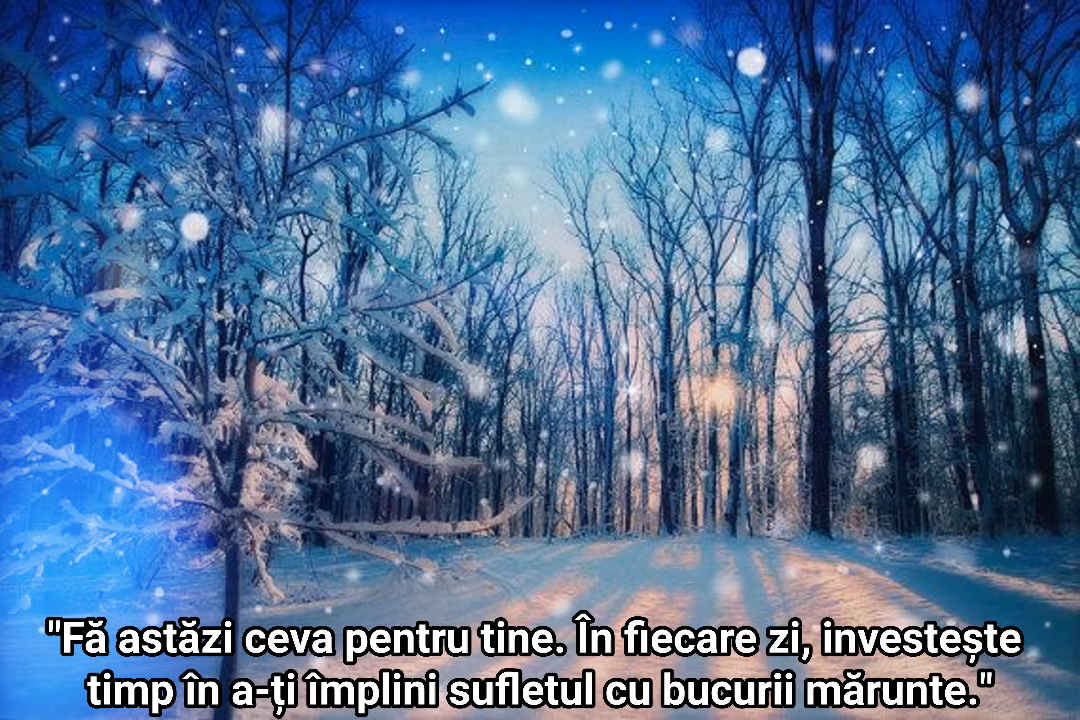 "Fă astăzi ceva pentru tine. În fiecare zi, investește
timp în a-ți împlini sufletul cu bucurii mărunte."